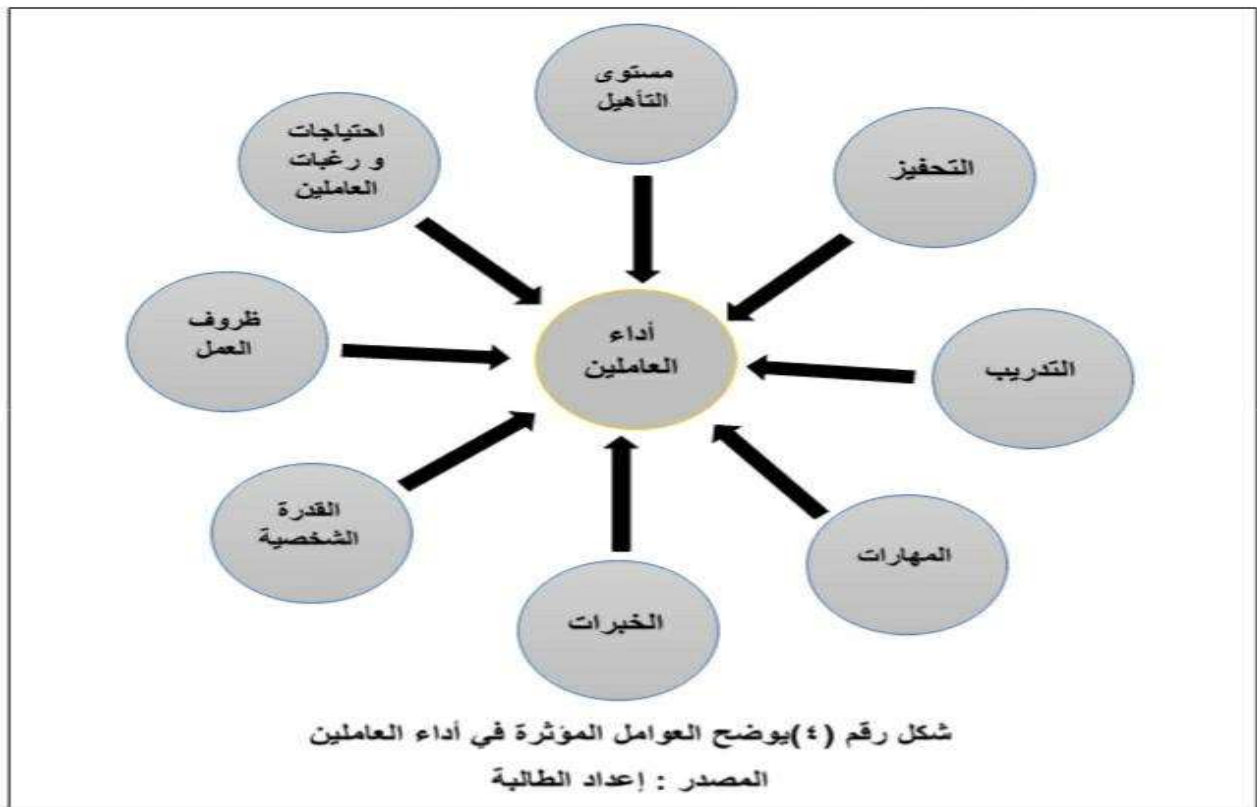 مستوى
التأهيل
التحفيز
التدريب
المهارات
الخبرات
القدرة
الشخصية
ظروف
العمل
احتياجات
و رغبات
العاملين
أداء
العاملين
شكل رقم (٤)يوضح العوامل المؤثرة في أداء العاملين
المصدر : إعداد الطالبة